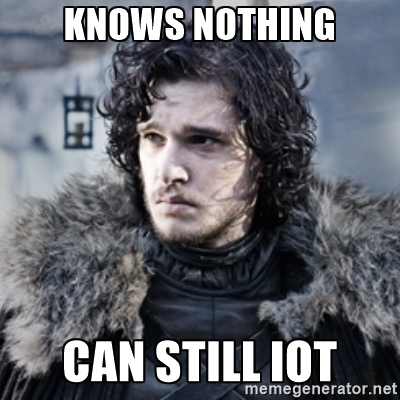 KNOWS NOTHING
CAN STILL IOT
memegenerator.net